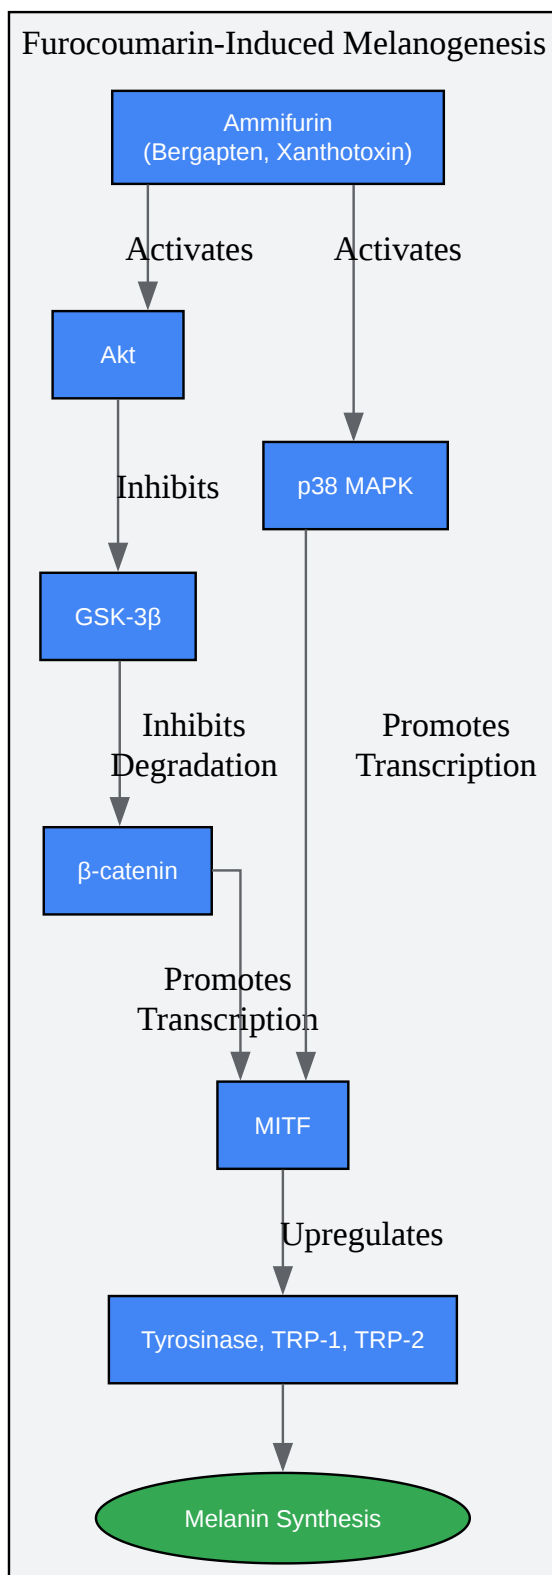 Furocoumarin-Induced Melanogenesis
Ammifurin
(Bergapten, Xanthotoxin)
Activates
Activates
Akt
p38 MAPK
Inhibits
GSK-3β
Inhibits
Degradation
Promotes
Transcription
β-catenin
Promotes
Transcription
MITF
Upregulates
Tyrosinase, TRP-1, TRP-2
Melanin Synthesis